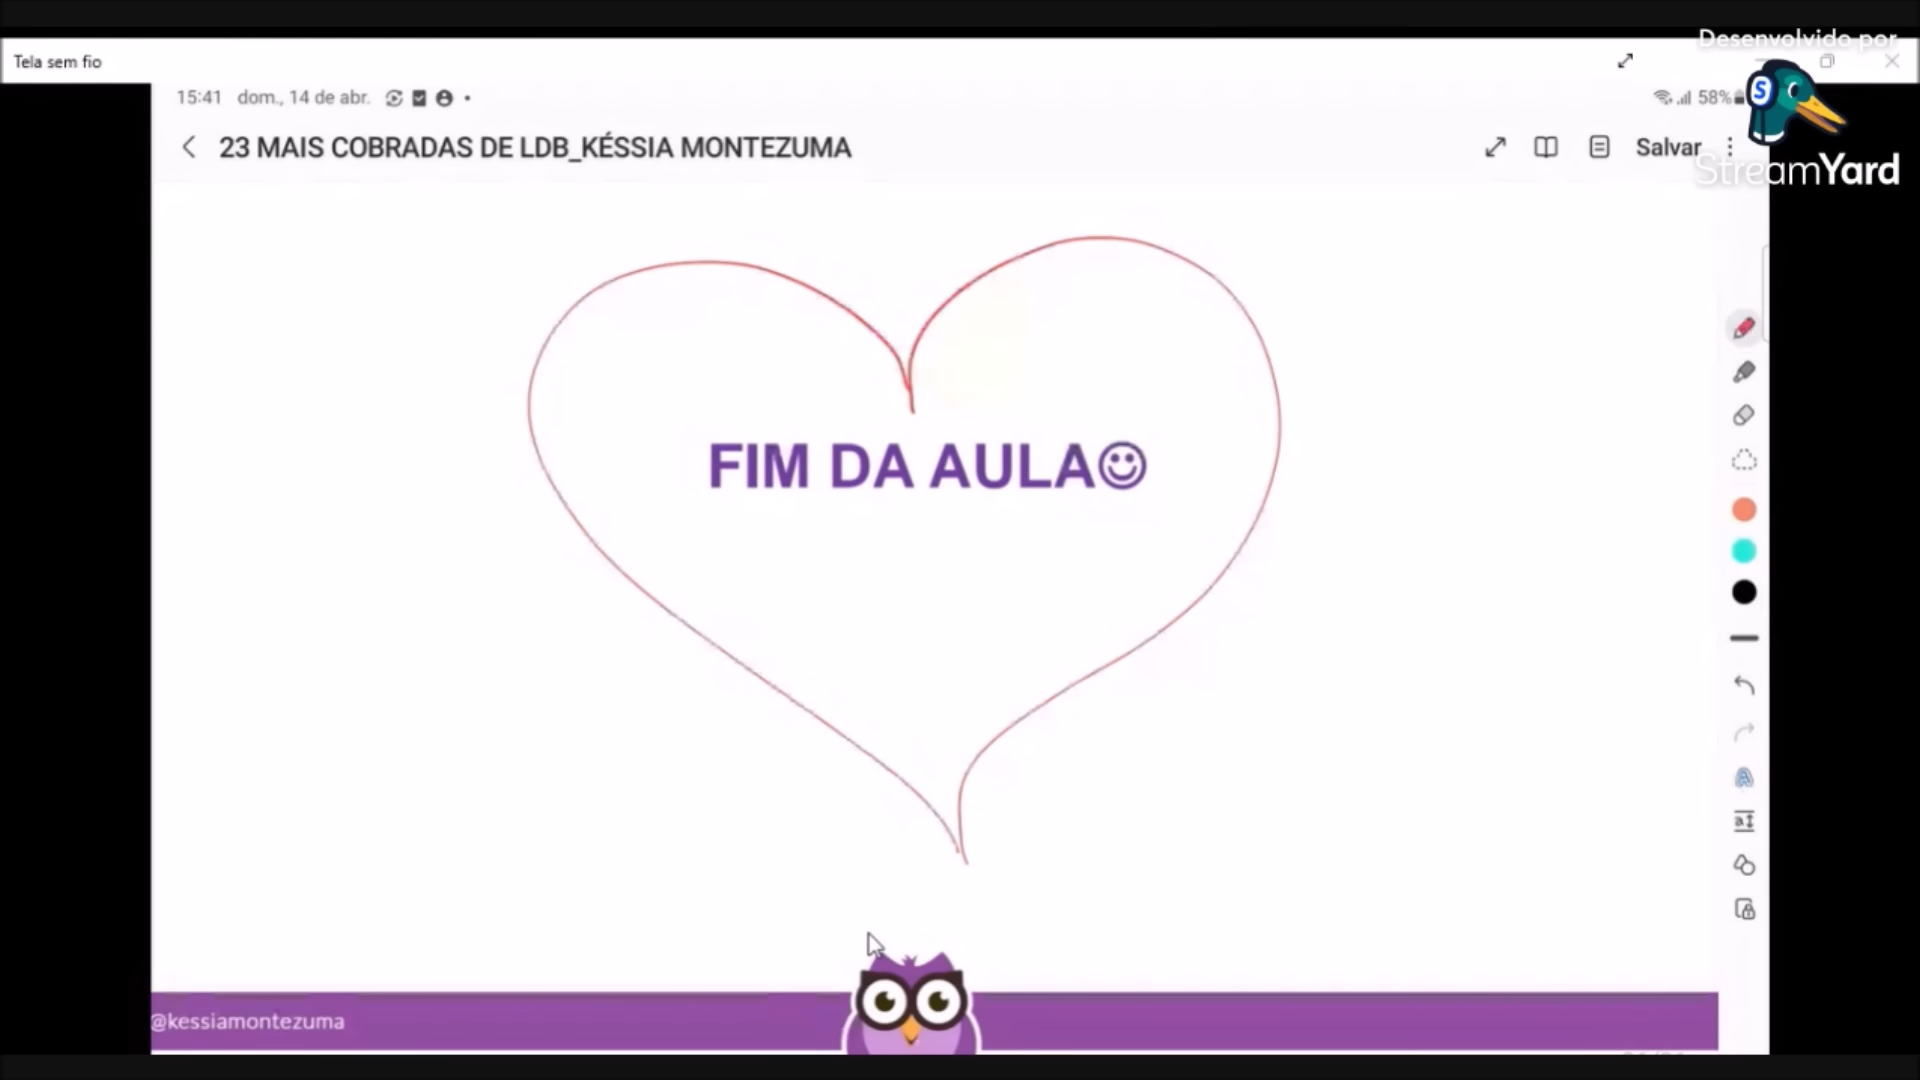 Desenvolvido por
Tela sem fio
S
15:41 dom., 14 de abr.
58%
23 MAIS COBRADAS DE LDB_KÉSSIA MONTEZUMA
Salvar
StreamYard
FIM DA AULA☺
@kessiamontezuma